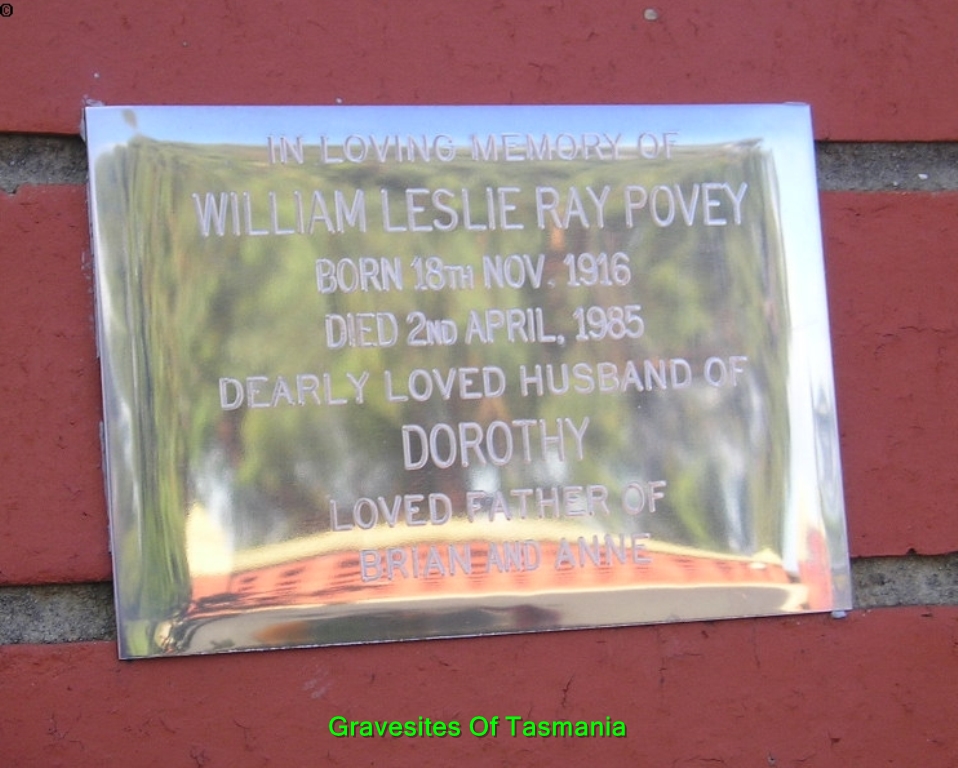 ©
IN LOVING MEMORY OF
WILLIAM LESLIE RAY POVEY
BORN 18TH NOV. 1916
DIED 2ND APRIL, 1985
DEARLY LOVED HUSBAND OF
DOROTHY
LOVED FATHER OF
BRIAN AND ANNE
Gravesites Of Tasmania